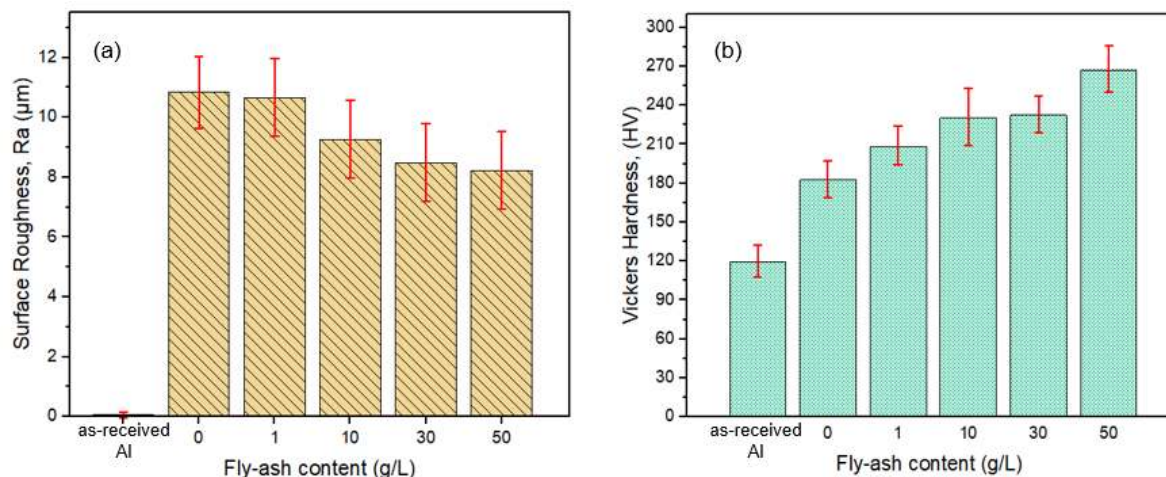 (a)
Surface Roughness, Ra (µm)
12
10
8
6
4
2
0
as-received
Al
0
1
10
30
50
Fly-ash content (g/L)
(b)
Vickers Hardness, (HV)
300
270
240
210
180
150
120
90
60
30
0
as-received
Al
0
1
10
30
50
Fly-ash content (g/L)